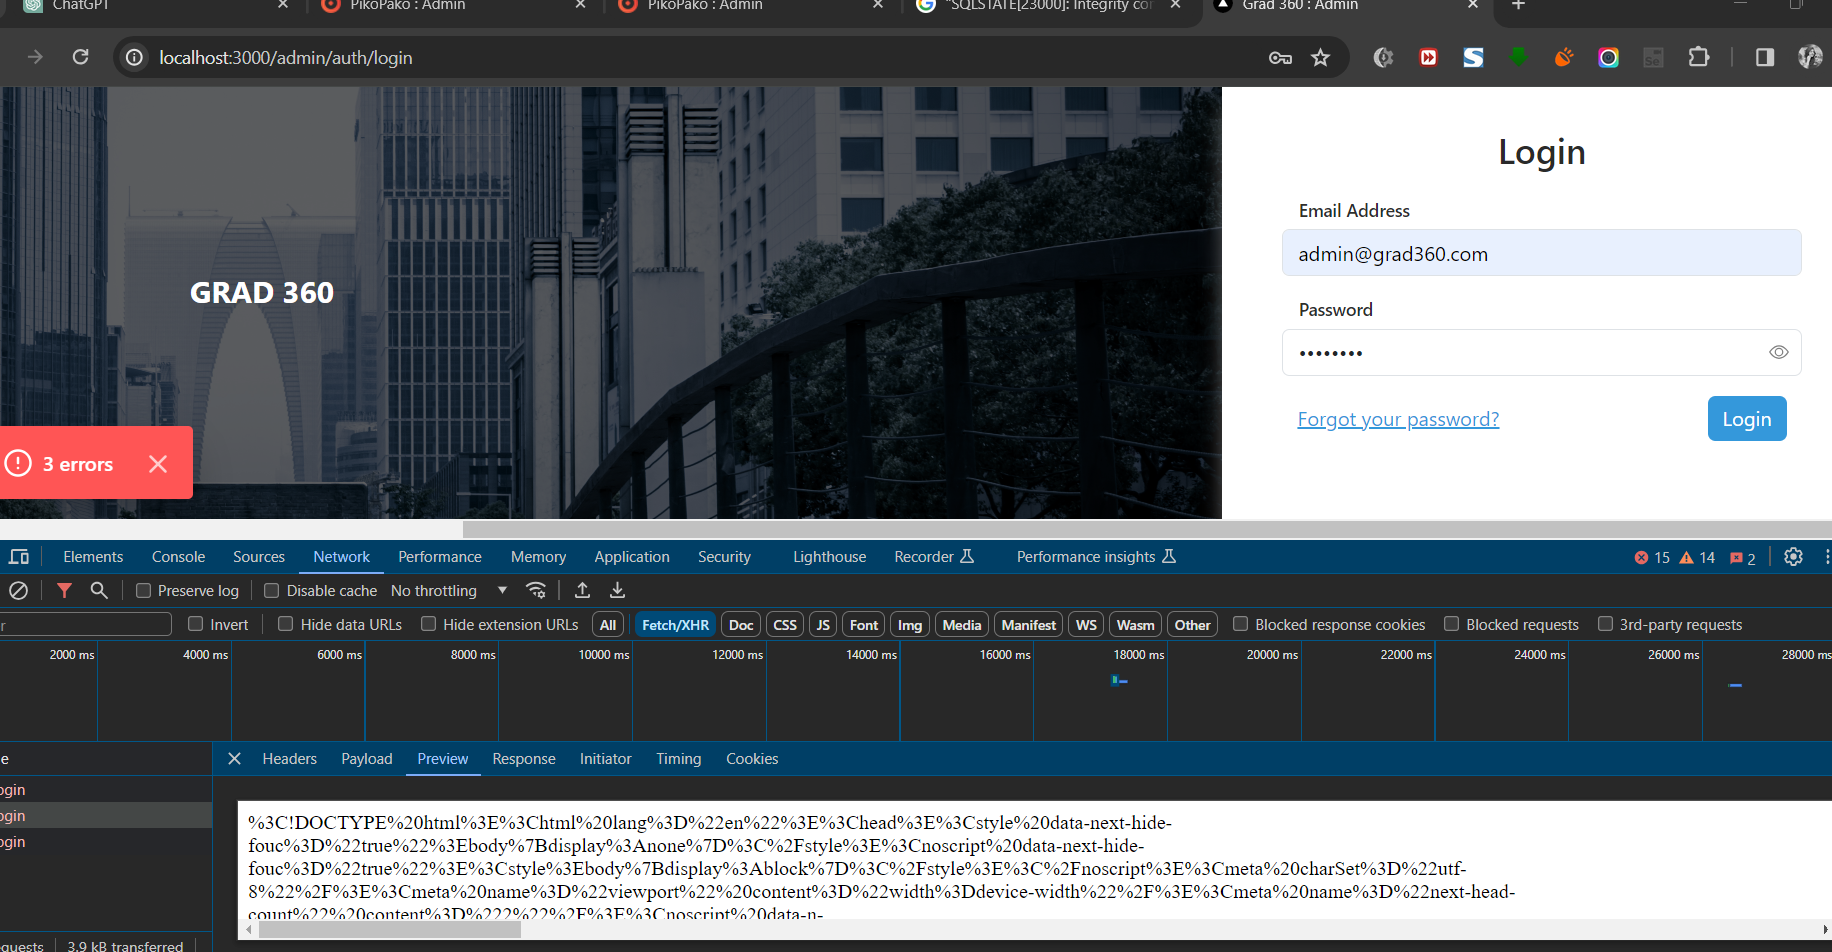 ChatGPT
PikoPako : Admin
PikoPako : Admin
"SQLSTATE[23000]: Integrity cor
Grad 360 : Admin
localhost:3000/admin/auth/login
GRAD 360
Login
Email Address
admin@grad360.com
Password
••••••••
Forgot your password?
Login
3 errors
Elements Console Sources Network Performance Memory Application Security Lighthouse Recorder Performance insights 15 14 2
Preserve log Disable cache No throttling
r Invert Hide data URLs Hide extension URLs All Fetch/XHR Doc CSS JS Font Img Media Manifest WS Wasm Other Blocked response cookies Blocked requests 3rd-party requests
2000 ms 4000 ms 6000 ms 8000 ms 10000 ms 12000 ms 14000 ms 16000 ms 18000 ms 20000 ms 22000 ms 24000 ms 26000 ms 28000 ms
e
Headers Payload Preview Response Initiator Timing Cookies
ogin
ogin
ogin
%3C!DOCTYPE%20html%3E%3Chtml%20lang%3D%22en%22%3E%3Chead%3E%3Cstyle%20data-next-hide-
fouc%3D%22true%22%3Ebody%7Bdisplay%3Anone%7D%3C%2Fstyle%3E%3Cnoscript%20data-next-hide-
fouc%3D%22true%22%3E%3Cstyle%3Ebody%7Bdisplay%3Ablock%7D%3C%2Fstyle%3E%3C%2Fnoscript%3E%3Cmeta%20charSet%3D%22utf-
8%22%2F%3E%3Cmeta%20name%3D%22viewport%22%20content%3D%22width%3Ddevice-width%22%2F%3E%3Cmeta%20name%3D%22next-head-
count%22%20content%3D%222%22%2F%3E%3Cnoscript%20data-n-
quests 3.9 kB transferred